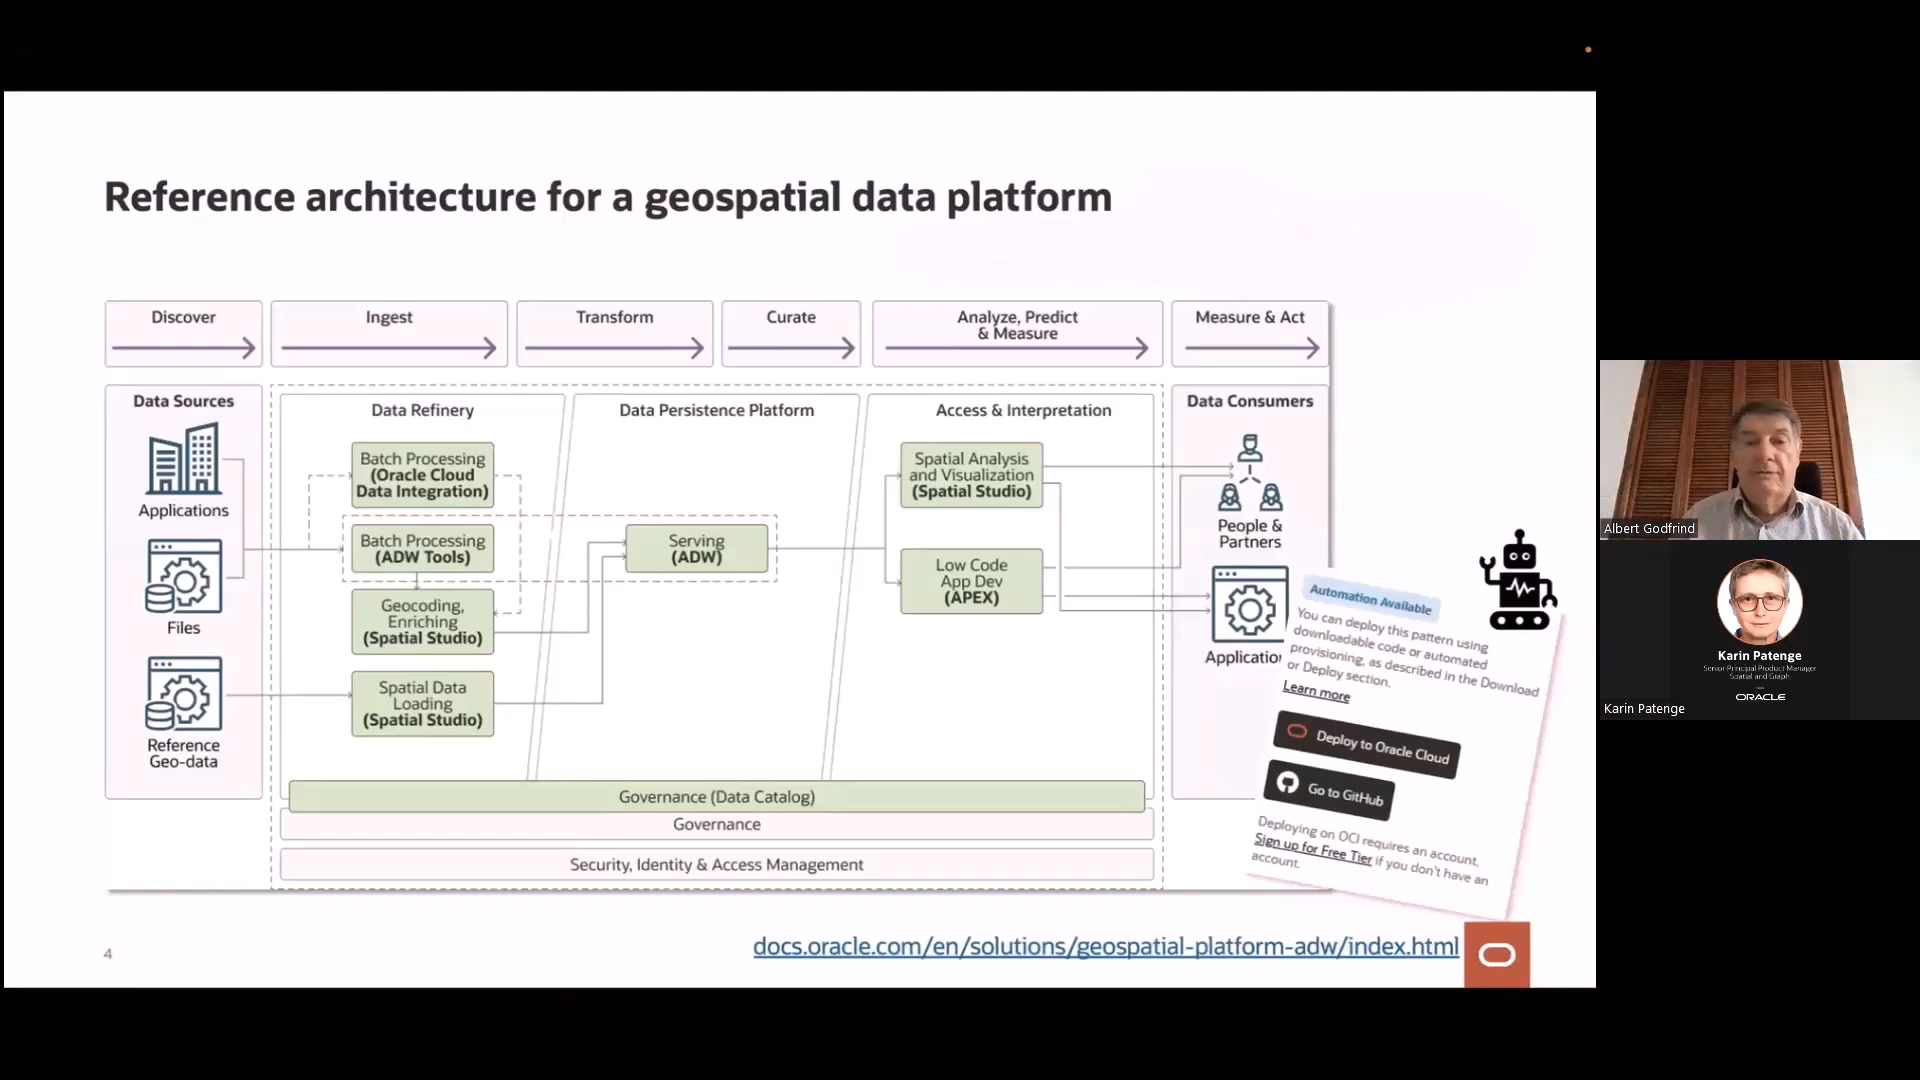 Reference architecture for a geospatial data platform
Discover
Ingest
Transform
Curate
Analyze, Predict
& Measure
Measure & Act
Data Sources
Applications
Files
Reference
Geo-data
Data Refinery
Batch Processing
(Oracle Cloud
Data Integration)
Batch Processing
(ADW Tools)
Geocoding,
Enriching
(Spatial Studio)
Spatial Data
Loading
(Spatial Studio)
Data Persistence Platform
Serving
(ADW)
Access & Interpretation
Spatial Analysis
and Visualization
(Spatial Studio)
Low Code
App Dev
(APEX)
Data Consumers
People &
Partners
Governance (Data Catalog)
Governance
Security, Identity & Access Management
Automation Available
You can deploy this pattern using
downloadable code or automated
provisioning, as described in the Download
or Deploy section.
Learn more
Deploy to Oracle Cloud
Go to GitHub
Deploying on OCI requires an account.
Sign up for Free Tier if you don't have an
account.
4
docs.oracle.com/en/solutions/geospatial-platform-adw/index.html
Albert Godfrind
Karin Patenge
Senior Principal Product Manager
Spatial and Graph
ORACLE
Karin Patenge